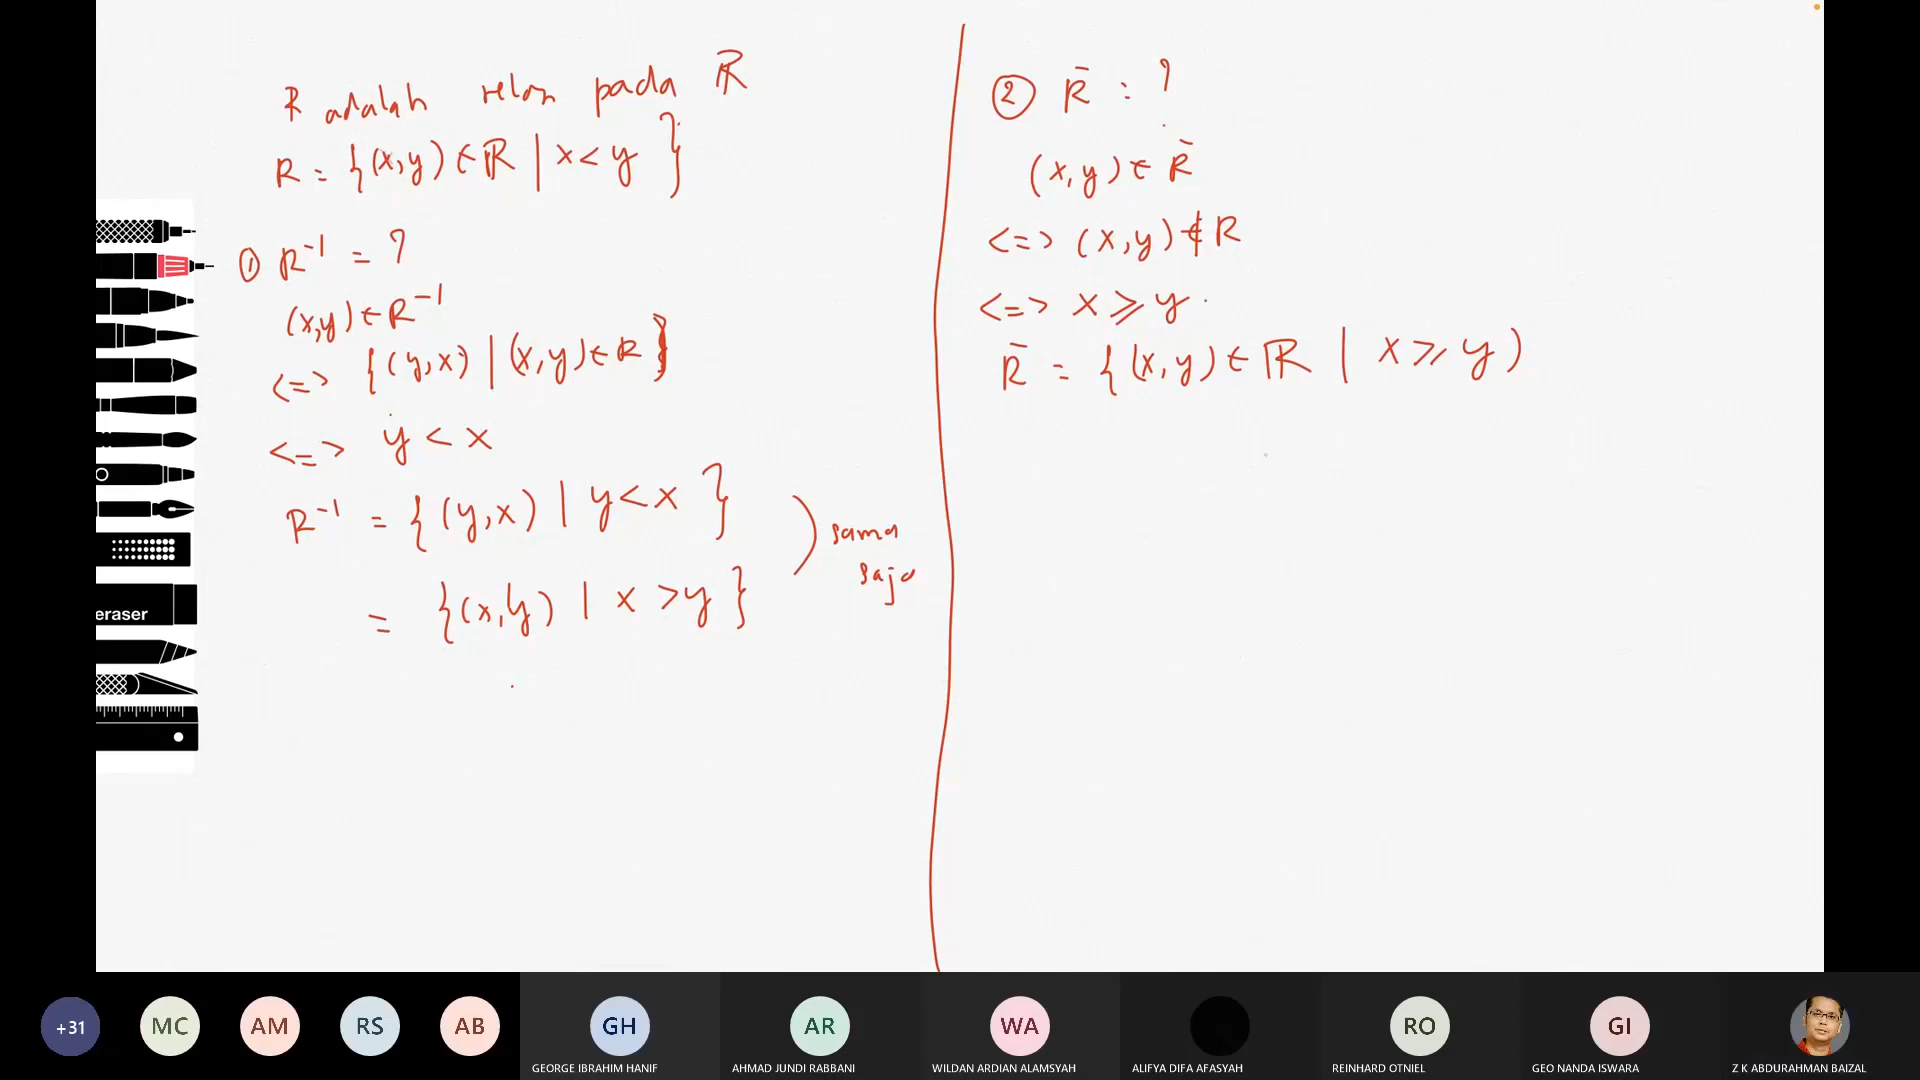 R adalah relasi pada ℝ
R = {(x,y) ∈ ℝ | x < y }
① R⁻¹ = ?
(x,y) ∈ R⁻¹
<=> {(y,x) | (x,y) ∈ R}
<=> y < x
R⁻¹ = {(y,x) | y < x }
= {(x,y) | x > y }
sama
saja
② R̄ : ?
(x,y) ∈ R̄
<=> (x,y) ∉ R
<=> x ⩾ y
R̄ = {(x,y) ∈ ℝ | x ⩾ y )
eraser
+31
MC
AM
RS
AB
GH
GEORGE IBRAHIM HANIF
AR
AHMAD JUNDI RABBANI
WA
WILDAN ARDIAN ALAMSYAH
ALIFYA DIFA AFASYAH
RO
REINHARD OTNIEL
GI
GEO NANDA ISWARA
Z K ABDURAHMAN BAIZAL